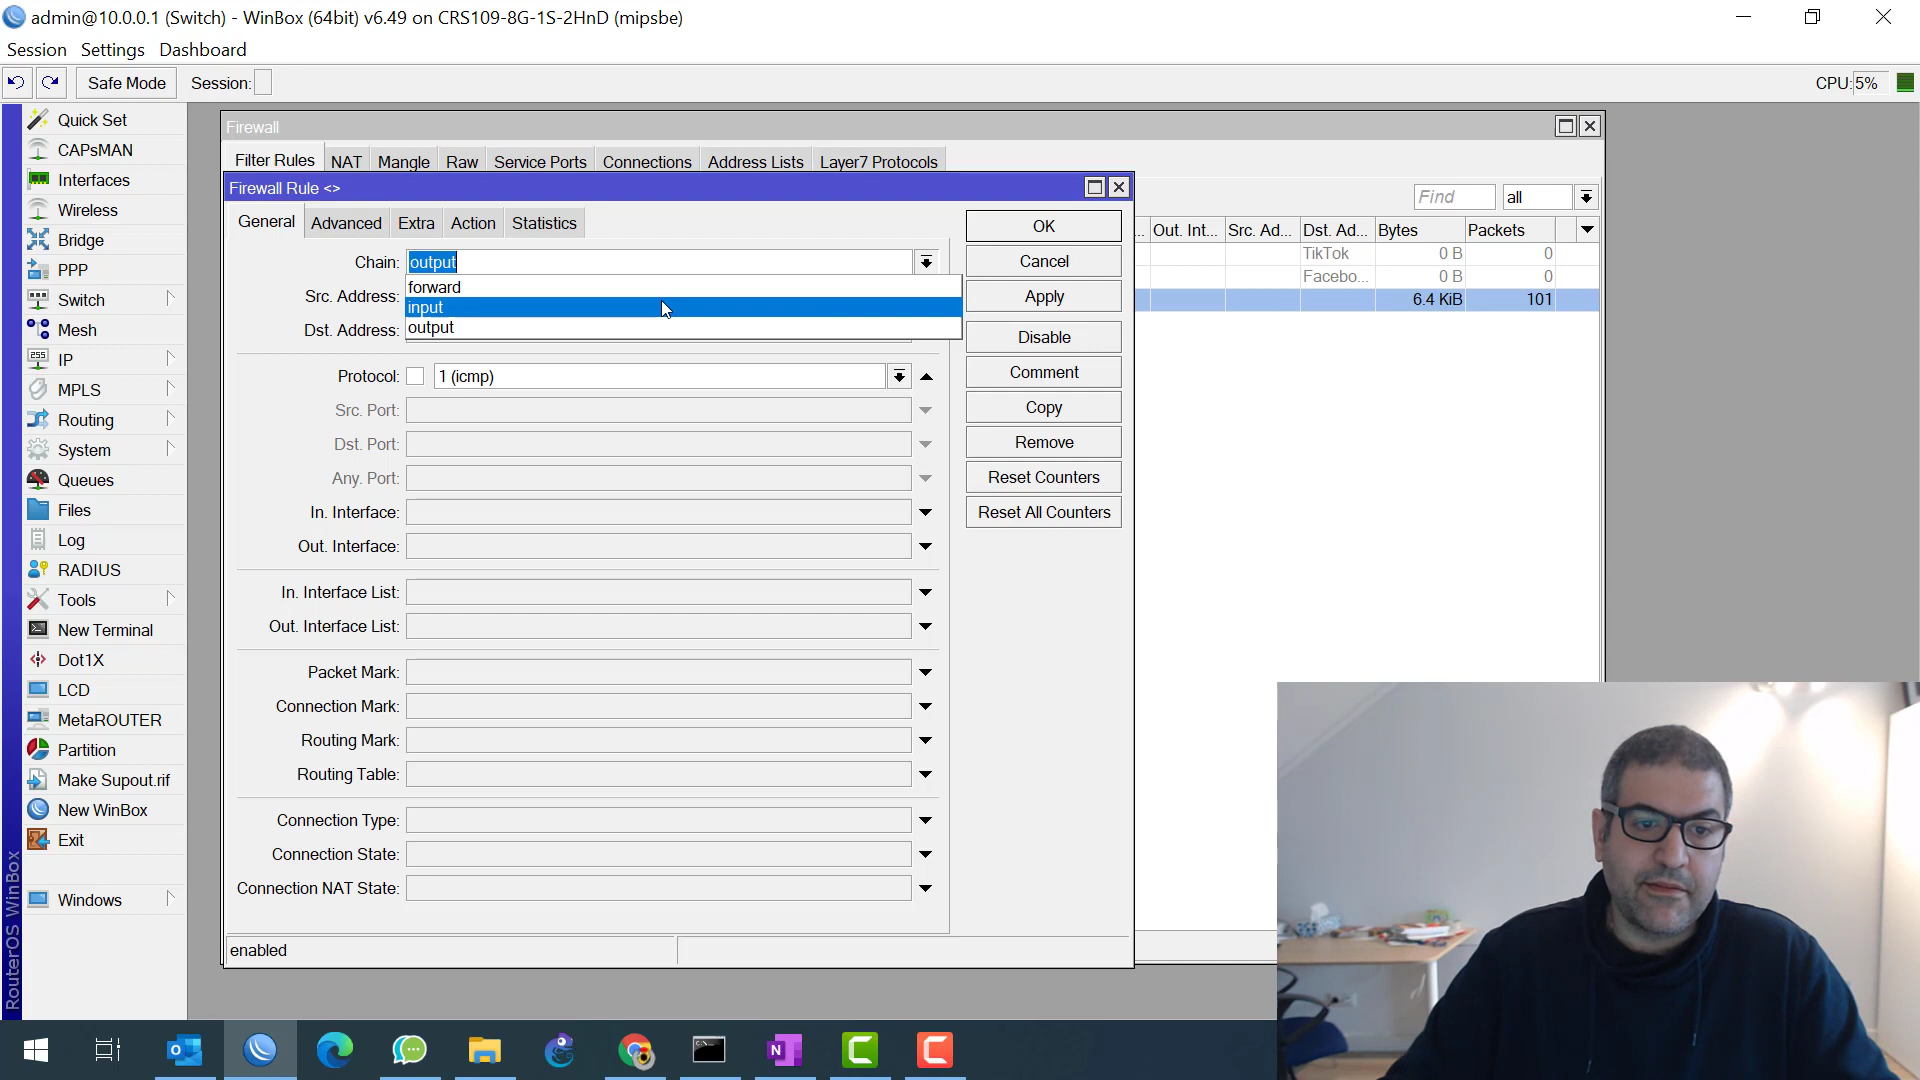 admin@10.0.0.1 (Switch) - WinBox (64bit) v6.49 on CRS109-8G-1S-2HnD (mipsbe)
Session Settings Dashboard
Safe Mode Session: CPU: 5%
Quick Set
CAPsMAN
Interfaces
Wireless
Bridge
PPP
Switch
Mesh
IP
MPLS
Routing
System
Queues
Files
Log
RADIUS
Tools
New Terminal
Dot1X
LCD
MetaROUTER
Partition
Make Supout.rif
New WinBox
Exit
Windows
RouterOS WinBox
Firewall
Filter Rules NAT Mangle Raw Service Ports Connections Address Lists Layer7 Protocols
Find all
... Out. Int... Src. Ad... Dst. Ad... Bytes Packets
TikTok 0 B 0
Facebo... 0 B 0
6.4 KiB 101
Firewall Rule <>
General Advanced Extra Action Statistics
Chain: output
forward
input
output
Src. Address:
Dst. Address:
Protocol: 1 (icmp)
Src. Port:
Dst. Port:
Any. Port:
In. Interface:
Out. Interface:
In. Interface List:
Out. Interface List:
Packet Mark:
Connection Mark:
Routing Mark:
Routing Table:
Connection Type:
Connection State:
Connection NAT State:
enabled
OK
Cancel
Apply
Disable
Comment
Copy
Remove
Reset Counters
Reset All Counters